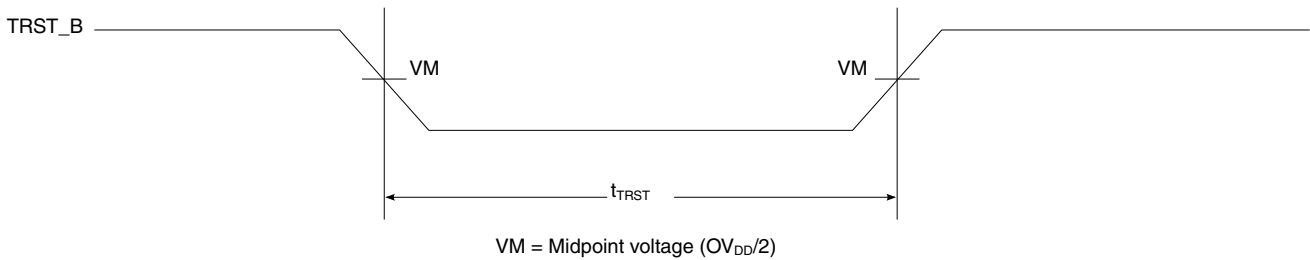 TRST_B
VM
VM
tTRST
VM = Midpoint voltage (OVDD/2)